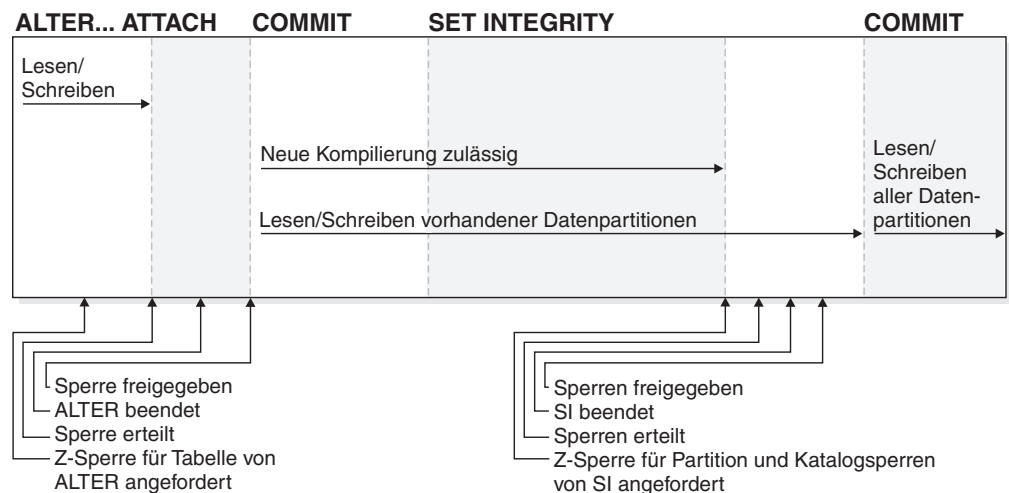 ALTER... ATTACH COMMIT SET INTEGRITY COMMIT
Lesen/
Schreiben
Neue Kompilierung zulässig
Lesen/Schreiben vorhandener Datenpartitionen
Lesen/
Schreiben
aller Daten-
partitionen
Sperre freigegeben
ALTER beendet
Sperre erteilt
Z-Sperre für Tabelle von
ALTER angefordert
Sperren freigegeben
SI beendet
Sperren erteilt
Z-Sperre für Partition und Katalogsperren
von SI angefordert